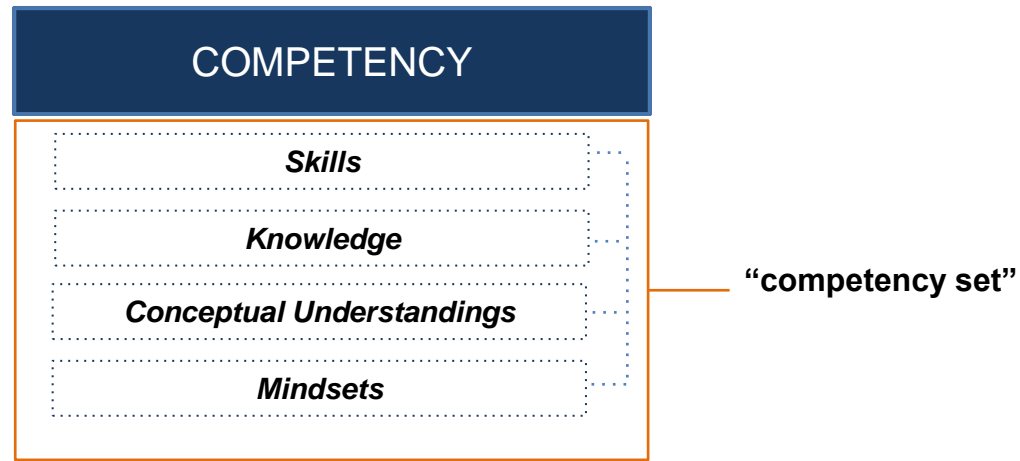 COMPETENCY
Skills
Knowledge
Conceptual Understandings
Mindsets
“competency set”